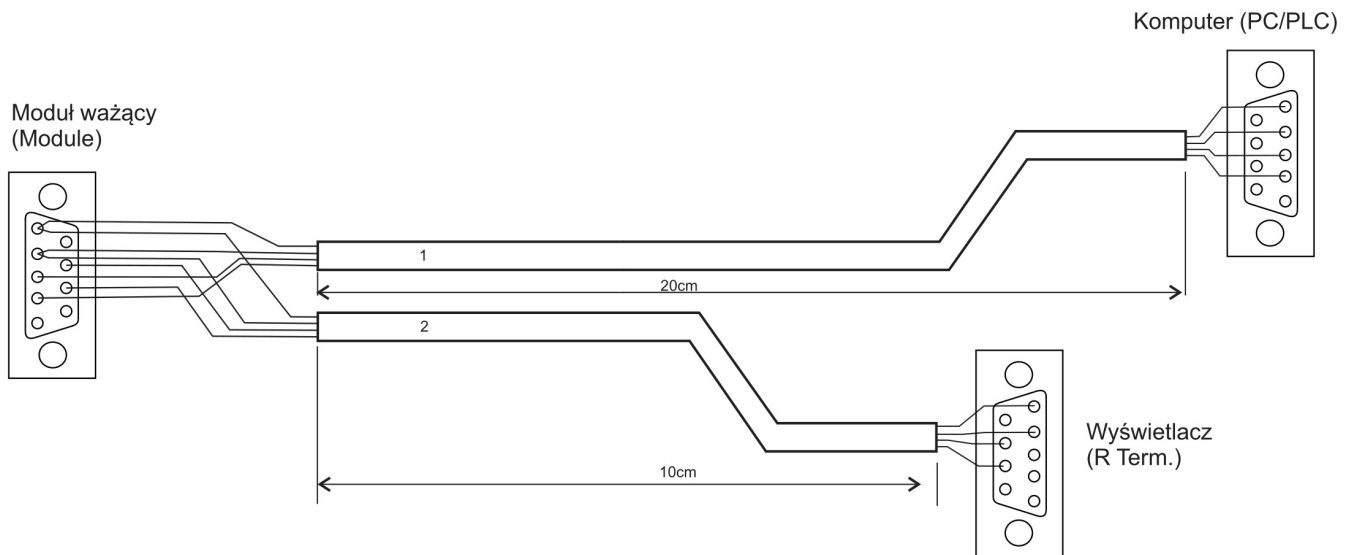 Komputer (PC/PLC)
Moduł ważący
(Module)
1
20cm
2
10cm
Wyświetlacz
(R Term.)